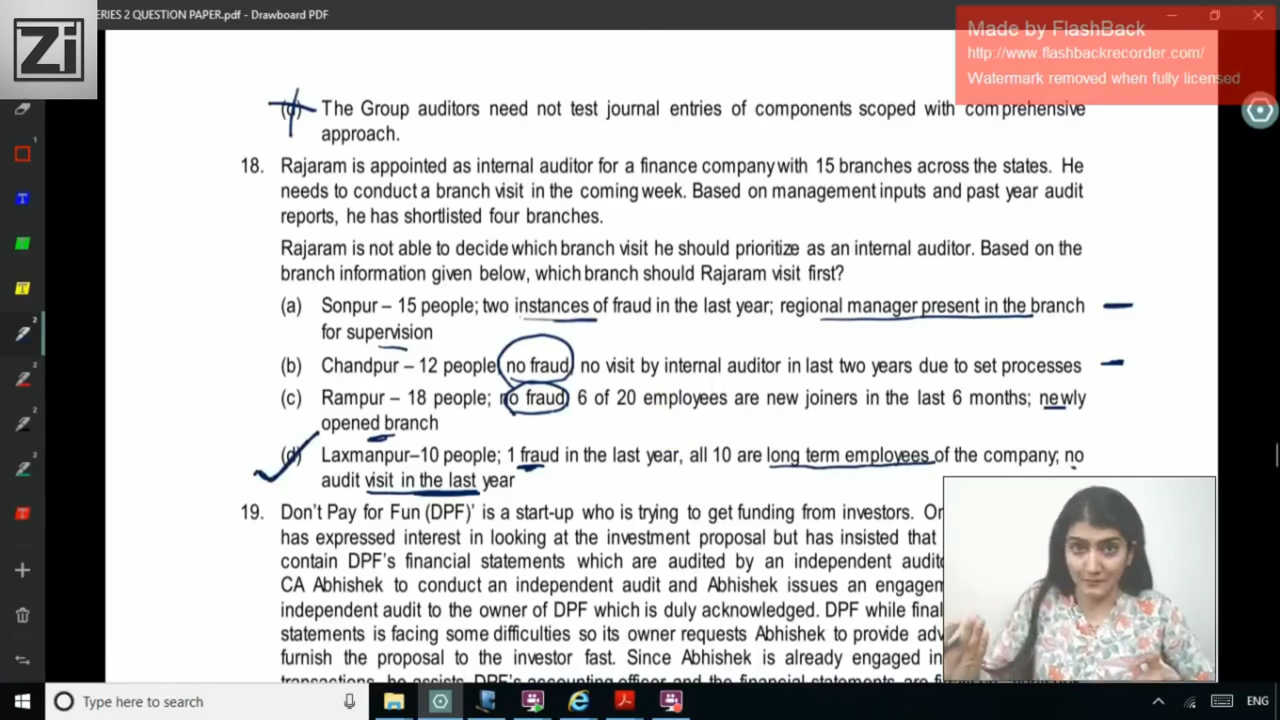 ERIES 2 QUESTION PAPER.pdf - Drawboard PDF
Zi
Made by FlashBack
http://www.flashbackrecorder.com/
Watermark removed when fully licensed
The Group auditors need not test journal entries of components scoped with comprehensive
approach.
18. Rajaram is appointed as internal auditor for a finance company with 15 branches across the states. He
needs to conduct a branch visit in the coming week. Based on management inputs and past year audit
reports, he has shortlisted four branches.
Rajaram is not able to decide which branch visit he should prioritize as an internal auditor. Based on the
branch information given below, which branch should Rajaram visit first?
(a) Sonpur – 15 people; two instances of fraud in the last year; regional manager present in the branch
for supervision
(b) Chandpur – 12 people no fraud, no visit by internal auditor in last two years due to set processes
(c) Rampur – 18 people; no fraud 6 of 20 employees are new joiners in the last 6 months; newly
opened branch
(d) Laxmanpur–10 people; 1 fraud in the last year, all 10 are long term employees of the company; no
audit visit in the last year
19. Don't Pay for Fun (DPF)' is a start-up who is trying to get funding from investors. Or
has expressed interest in looking at the investment proposal but has insisted that
contain DPF's financial statements which are audited by an independent audito
CA Abhishek to conduct an independent audit and Abhishek issues an engagem
independent audit to the owner of DPF which is duly acknowledged. DPF while final
statements is facing some difficulties so its owner requests Abhishek to provide adv
furnish the proposal to the investor fast. Since Abhishek is already engaged in
Type here to search
ENG